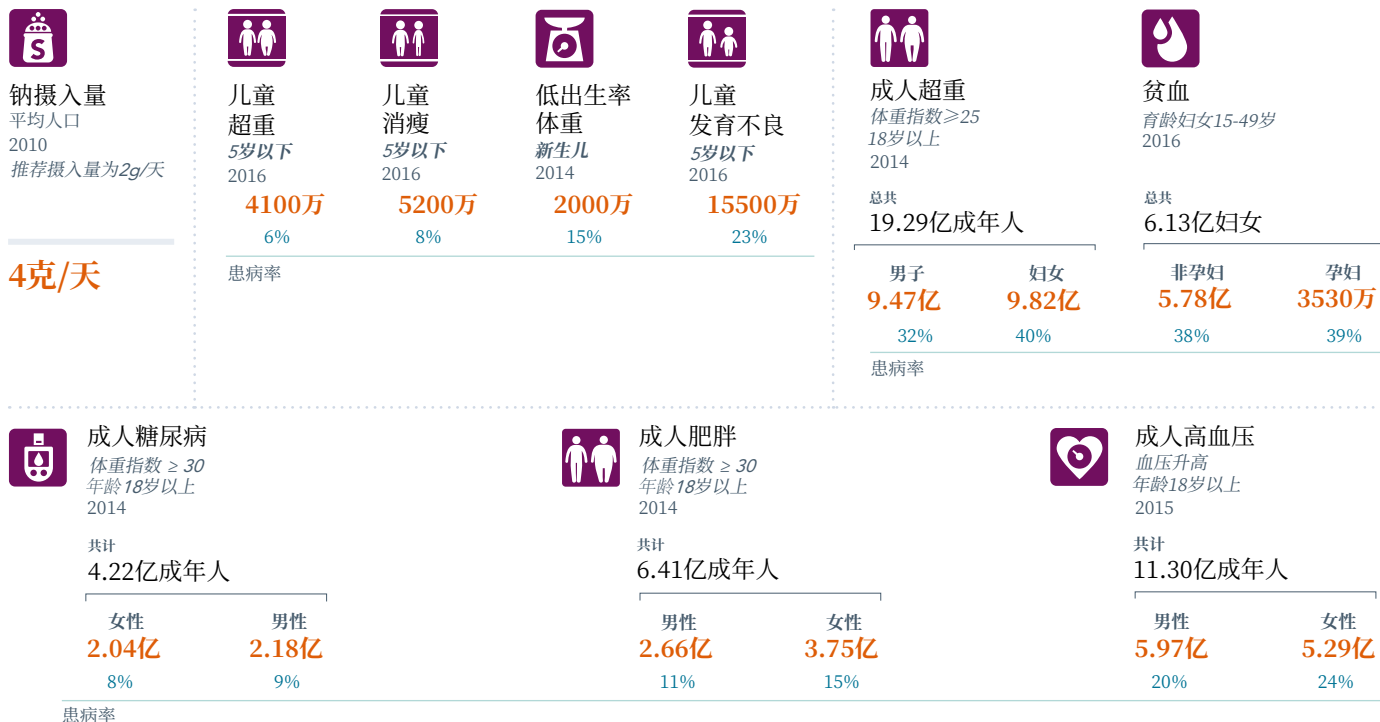 钠摄入量
平均人口
2010
推荐摄入量为2g/天
4克/天
儿童
超重
5岁以下
2016
4100万
6%
儿童
消瘦
5岁以下
2016
5200万
8%
低出生率
体重
新生儿
2014
2000万
15%
儿童
发育不良
5岁以下
2016
15500万
23%
患病率
成人超重
体重指数≥25
18岁以上
2014
总共
19.29亿成年人
男子
9.47亿
32%
妇女
9.82亿
40%
贫血
育龄妇女15-49岁
2016
总共
6.13亿妇女
非孕妇
5.78亿
38%
孕妇
3530万
39%
患病率
成人糖尿病
体重指数 ≥ 30
年龄18岁以上
2014
共计
4.22亿成年人
女性
2.04亿
8%
男性
2.18亿
9%
成人肥胖
体重指数 ≥ 30
年龄18岁以上
2014
共计
6.41亿成年人
男性
2.66亿
11%
女性
3.75亿
15%
成人高血压
血压升高
年龄18岁以上
2015
共计
11.30亿成年人
男性
5.97亿
20%
女性
5.29亿
24%
患病率